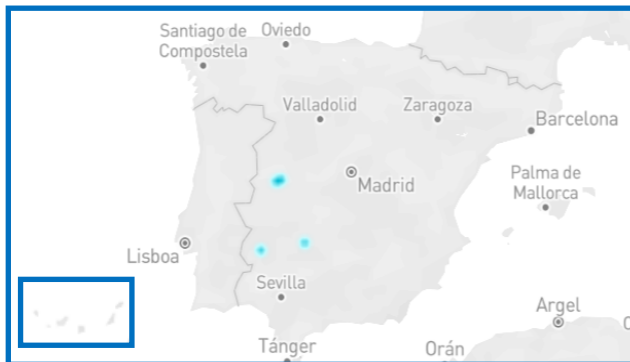 Santiago de
Compostela
Oviedo
Valladolid
Zaragoza
Barcelona
Madrid
Palma de
Mallorca
Lisboa
Sevilla
Argel
Tánger
Orán